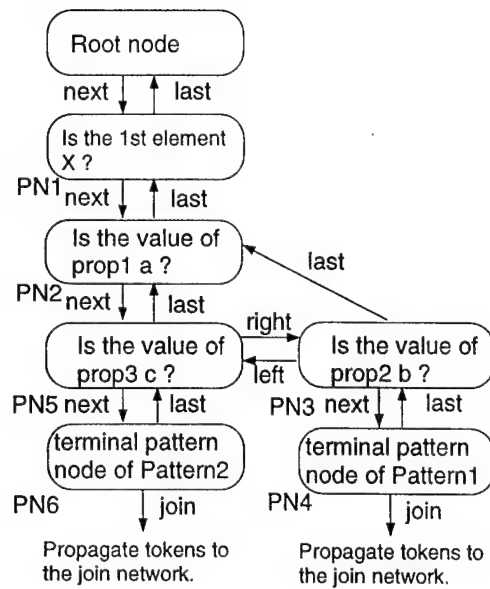 Root node
next last
Is the 1st element
X ?
PN1 next last
Is the value of
prop1 a ?
last
PN2 next last
right
Is the value of
prop3 c ?
left
Is the value of
prop2 b ?
PN5 next last
PN3 next last
terminal pattern
node of Pattern2
terminal pattern
node of Pattern1
PN6 join
PN4 join
Propagate tokens to
the join network.
Propagate tokens to
the join network.